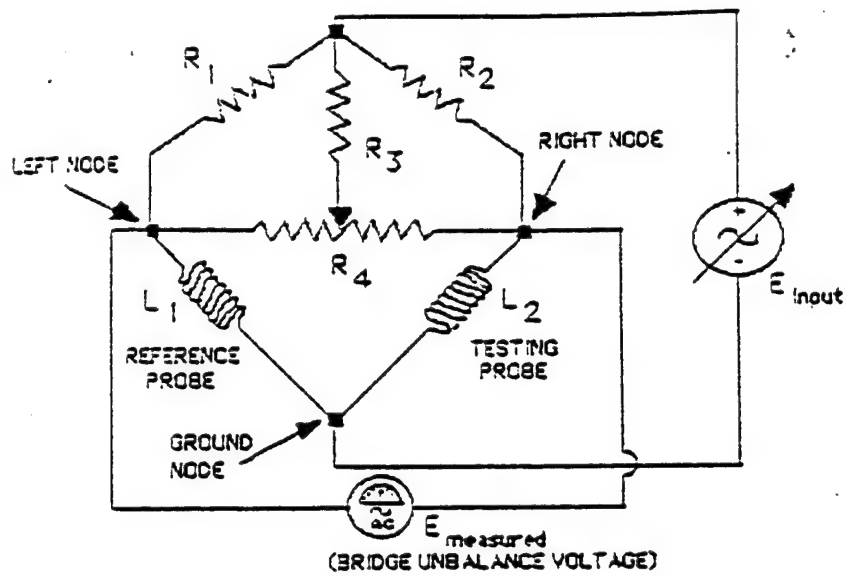 R1
R2
R3
RIGHT NODE
LEFT NODE
+
-
R4
E input
L1
L2
REFERENCE
PROBE
TESTING
PROBE
GROUND
NODE
AC
E measured
(BRIDGE UNBALANCE VOLTAGE)